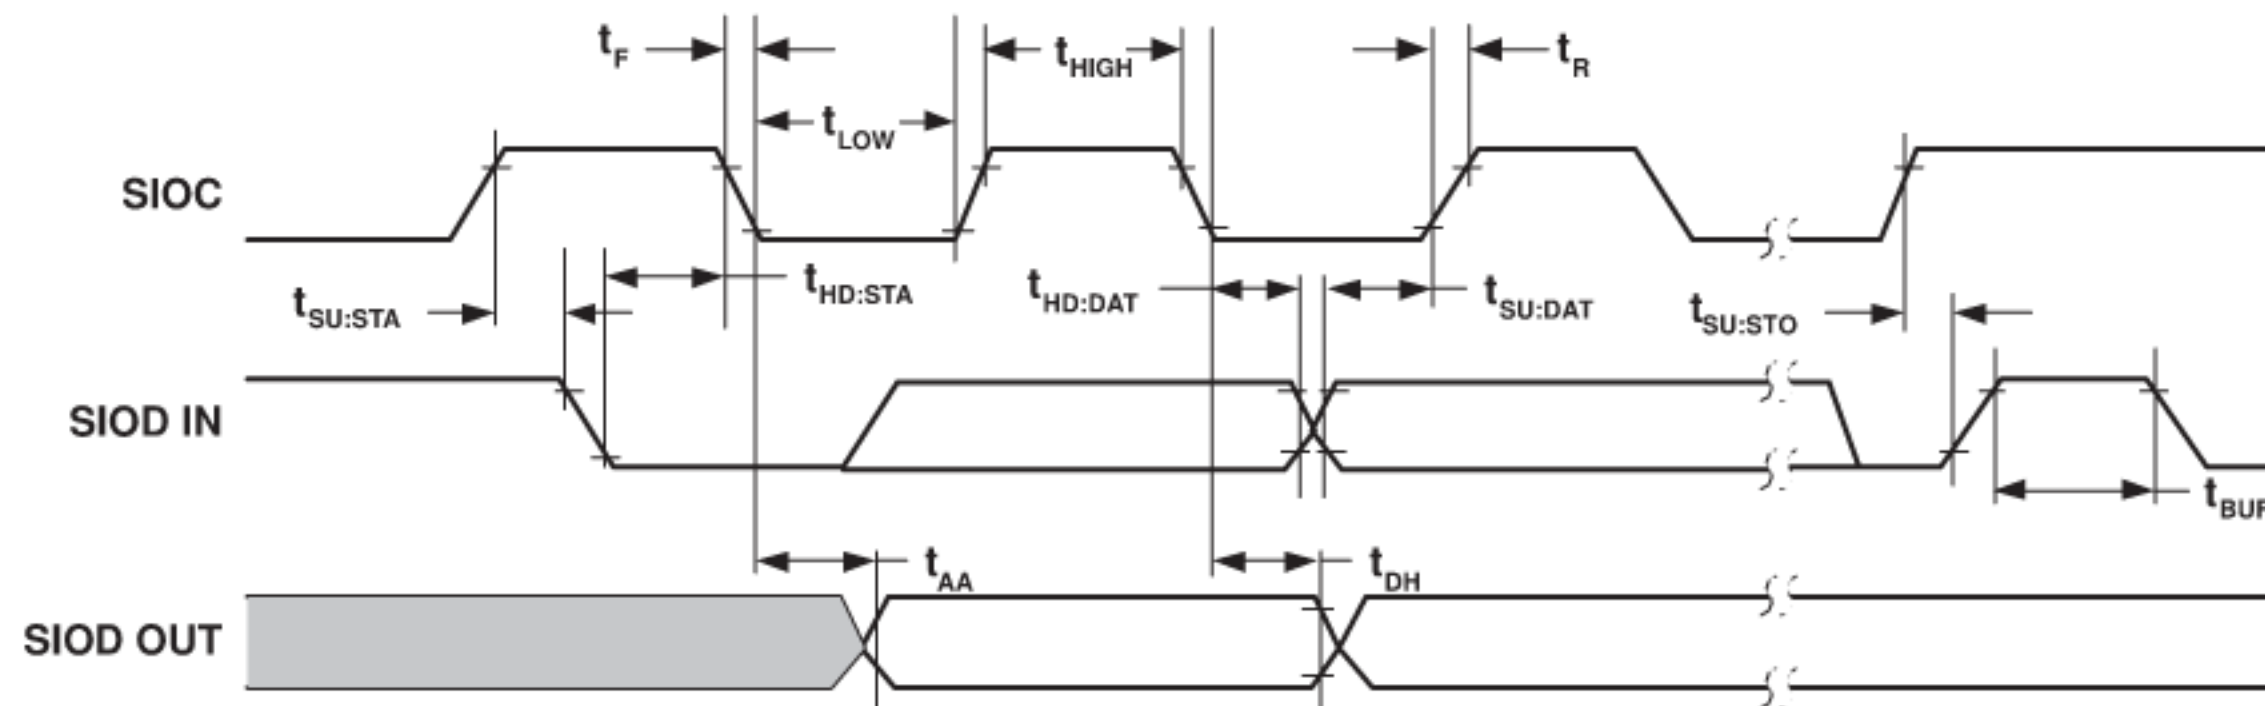 tF
tHIGH
tR
tLOW
SIOC
tHD:STA
tHD:DAT
tSU:DAT
tSU:STA
tSU:STO
SIOD IN
tBUF
tAA
tDH
SIOD OUT